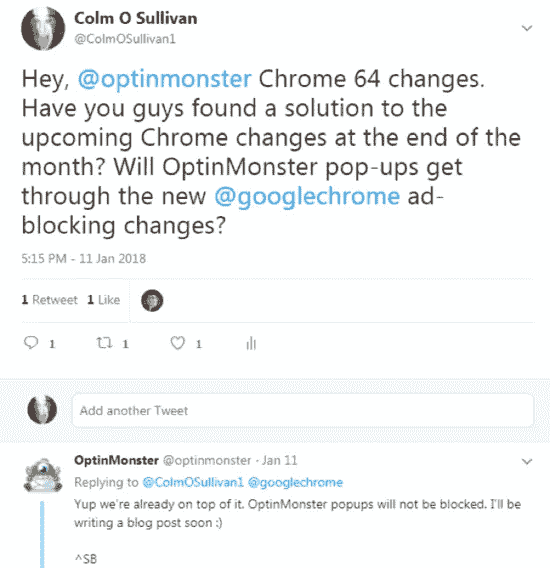 Colm O Sullivan
@ColmOSullivan1
Hey, @optinmonster Chrome 64 changes.
Have you guys found a solution to the
upcoming Chrome changes at the end of the
month? Will OptinMonster pop-ups get
through the new @googlechrome ad-
blocking changes?
5:15 PM - 11 Jan 2018
1 Retweet 1 Like
1 1 1
Add another Tweet
OptinMonster @optinmonster · Jan 11
Replying to @ColmOSullivan1 @googlechrome
Yup we're already on top of it. OptinMonster popups will not be blocked. I'll be
writing a blog post soon :)
^SB